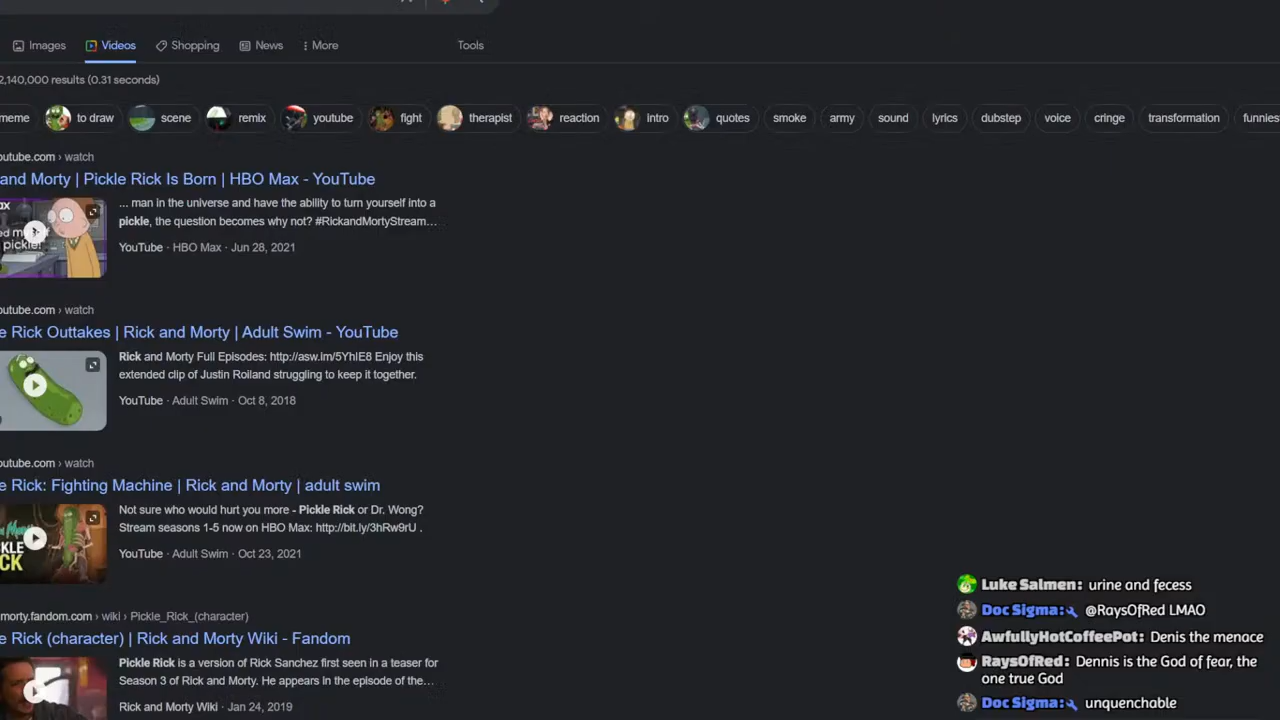 Images Videos Shopping News More Tools
2,140,000 results (0.31 seconds)
meme to draw scene remix youtube fight therapist reaction intro quotes smoke army sound lyrics dubstep voice cringe transformation funnies
outube.com › watch
and Morty | Pickle Rick Is Born | HBO Max - YouTube
... man in the universe and have the ability to turn yourself into a
pickle, the question becomes why not? #RickandMortyStream…
YouTube · HBO Max · Jun 28, 2021
outube.com › watch
e Rick Outtakes | Rick and Morty | Adult Swim - YouTube
Rick and Morty Full Episodes: http://asw.im/5YhIE8 Enjoy this
extended clip of Justin Roiland struggling to keep it together.
YouTube · Adult Swim · Oct 8, 2018
outube.com › watch
e Rick: Fighting Machine | Rick and Morty | adult swim
Not sure who would hurt you more - Pickle Rick or Dr. Wong?
Stream seasons 1-5 now on HBO Max: http://bit.ly/3hRw9rU .
YouTube · Adult Swim · Oct 23, 2021
morty.fandom.com › wiki › Pickle_Rick_(character)
e Rick (character) | Rick and Morty Wiki - Fandom
Pickle Rick is a version of Rick Sanchez first seen in a teaser for
Season 3 of Rick and Morty. He appears in the episode of the…
Rick and Morty Wiki · Jan 24, 2019
Luke Salmen: urine and fecess
Doc Sigma: @RaysOfRed LMAO
AwfullyHotCoffeePot: Denis the menace
RaysOfRed: Dennis is the God of fear, the
one true God
Doc Sigma: unquenchable